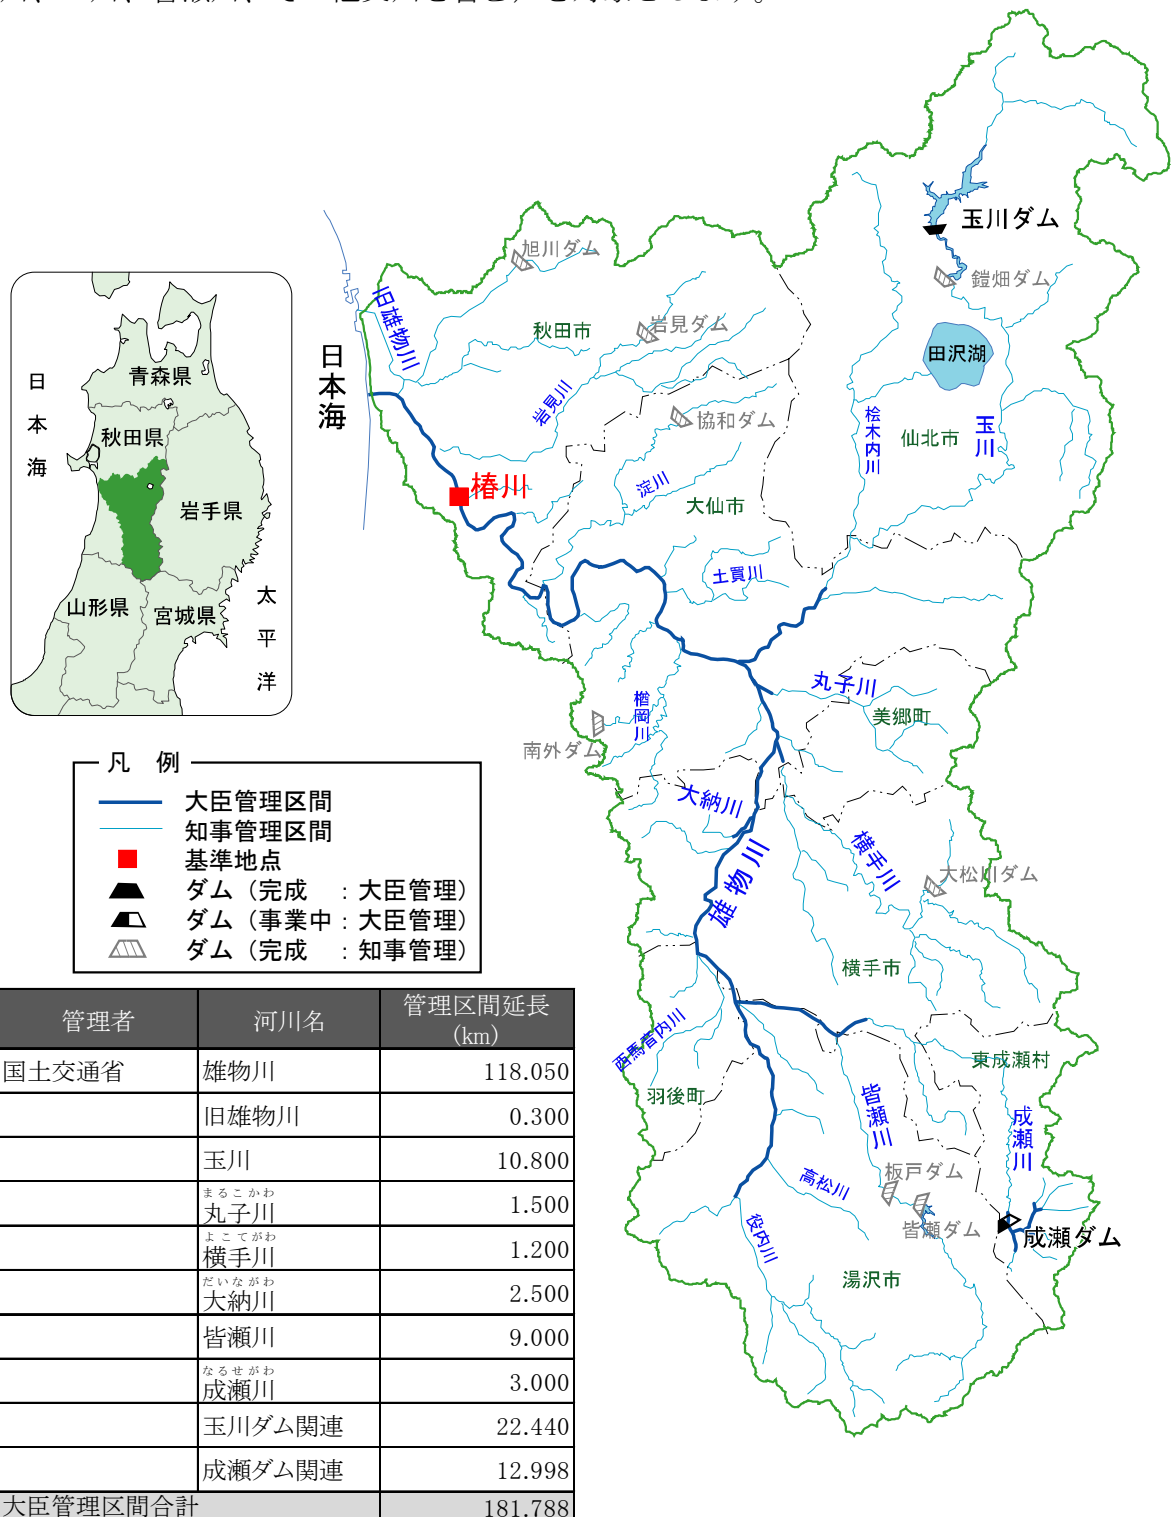 玉川ダム
旭川ダム
鎧畑ダム
旧雄物川
秋田市
岩見ダム
田沢湖
日本海
岩見川
協和ダム
桧木内川
仙北市
玉川
椿川
淀川
大仙市
土買川
丸子川
美郷町
楢岡川
南外ダム
大納川
雄物川
横手川
大松川ダム
横手市
西馬音内川
羽後町
東成瀬村
皆瀬川
成瀬川
高松川
板戸ダム
皆瀬ダム
成瀬ダム
役内川
湯沢市
青森県
日本海
秋田県
岩手県
山形県
宮城県
太平洋
凡 例
大臣管理区間
知事管理区間
基準地点
ダム（完成 ：大臣管理）
ダム（事業中：大臣管理）
ダム（完成 ：知事管理）
管理者 河川名 管理区間延長
(km)
国土交通省 雄物川 118.050
旧雄物川 0.300
玉川 10.800
まるこかわ
丸子川 1.500
よこてがわ
横手川 1.200
だいながわ
大納川 2.500
皆瀬川 9.000
なるせがわ
成瀬川 3.000
玉川ダム関連 22.440
成瀬ダム関連 12.998
大臣管理区間合計 181.788